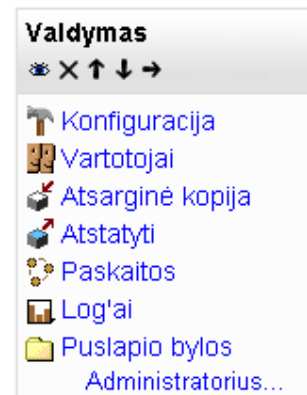 Valdymas
Konfiguracija
Vartotojai
Atsarginė kopija
Atstatyti
Paskaitos
Log'ai
Puslapio bylos
Administratorius...